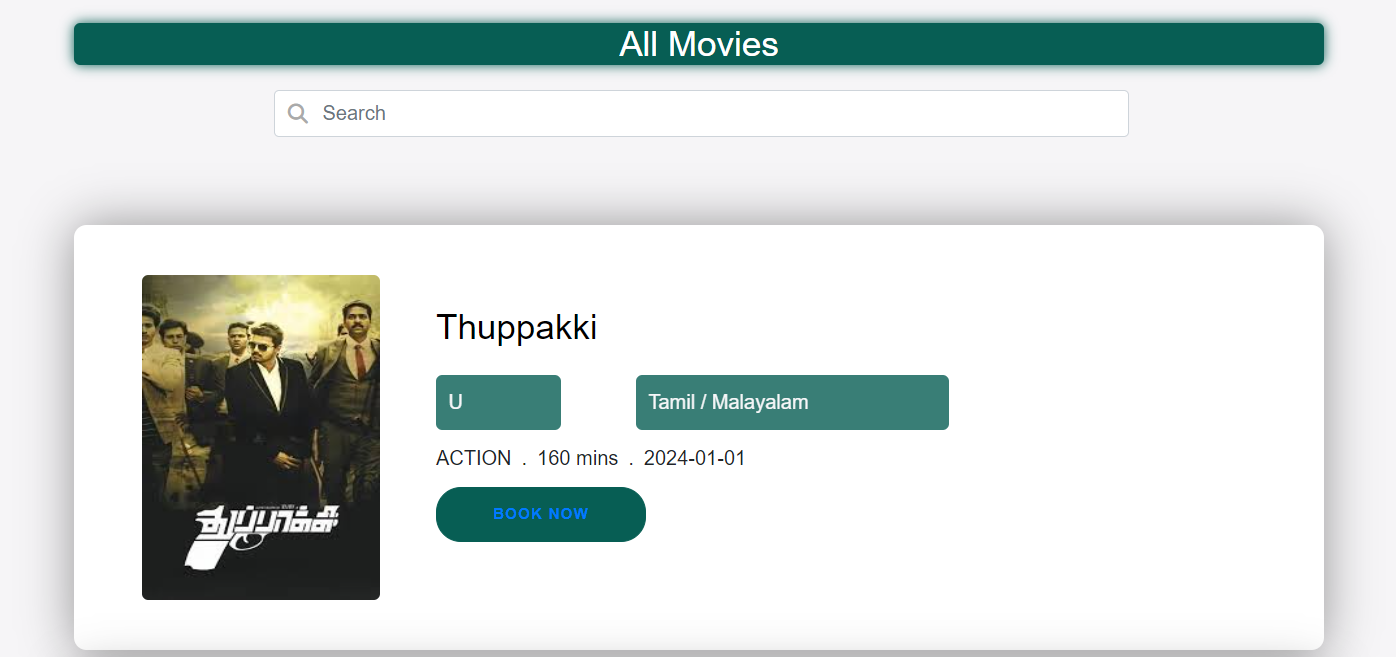 All Movies
Search
Thuppakki
U
Tamil / Malayalam
ACTION . 160 mins . 2024-01-01
BOOK NOW
துப்பாக்கி